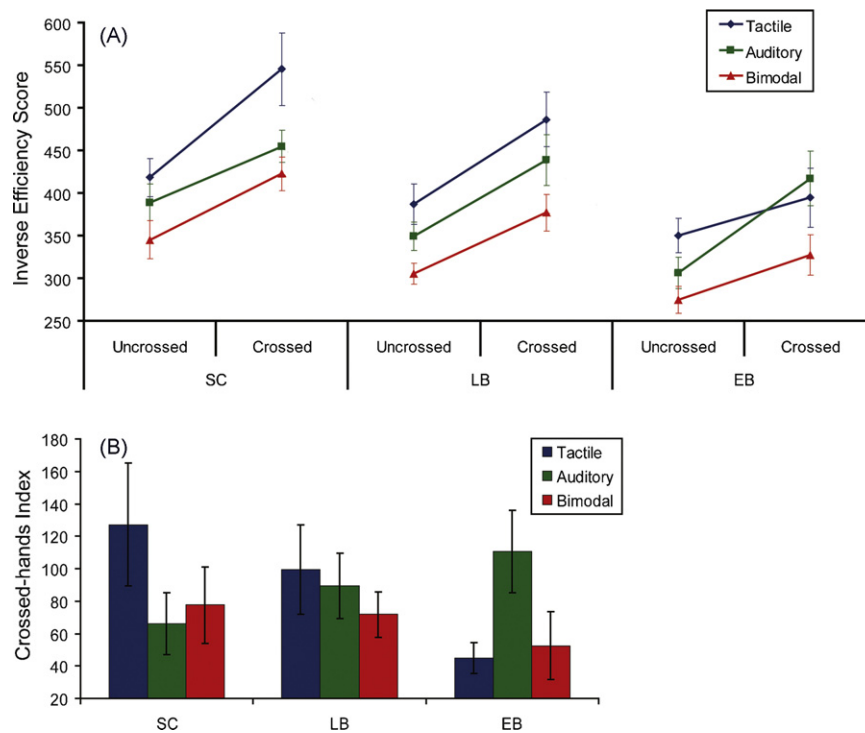 (A)
Inverse Efficiency Score
600
550
500
450
400
350
300
250
Tactile
Auditory
Bimodal
Uncrossed Crossed Uncrossed Crossed Uncrossed Crossed
SC LB EB
(B)
Crossed-hands Index
180
160
140
120
100
80
60
40
20
Tactile
Auditory
Bimodal
SC LB EB